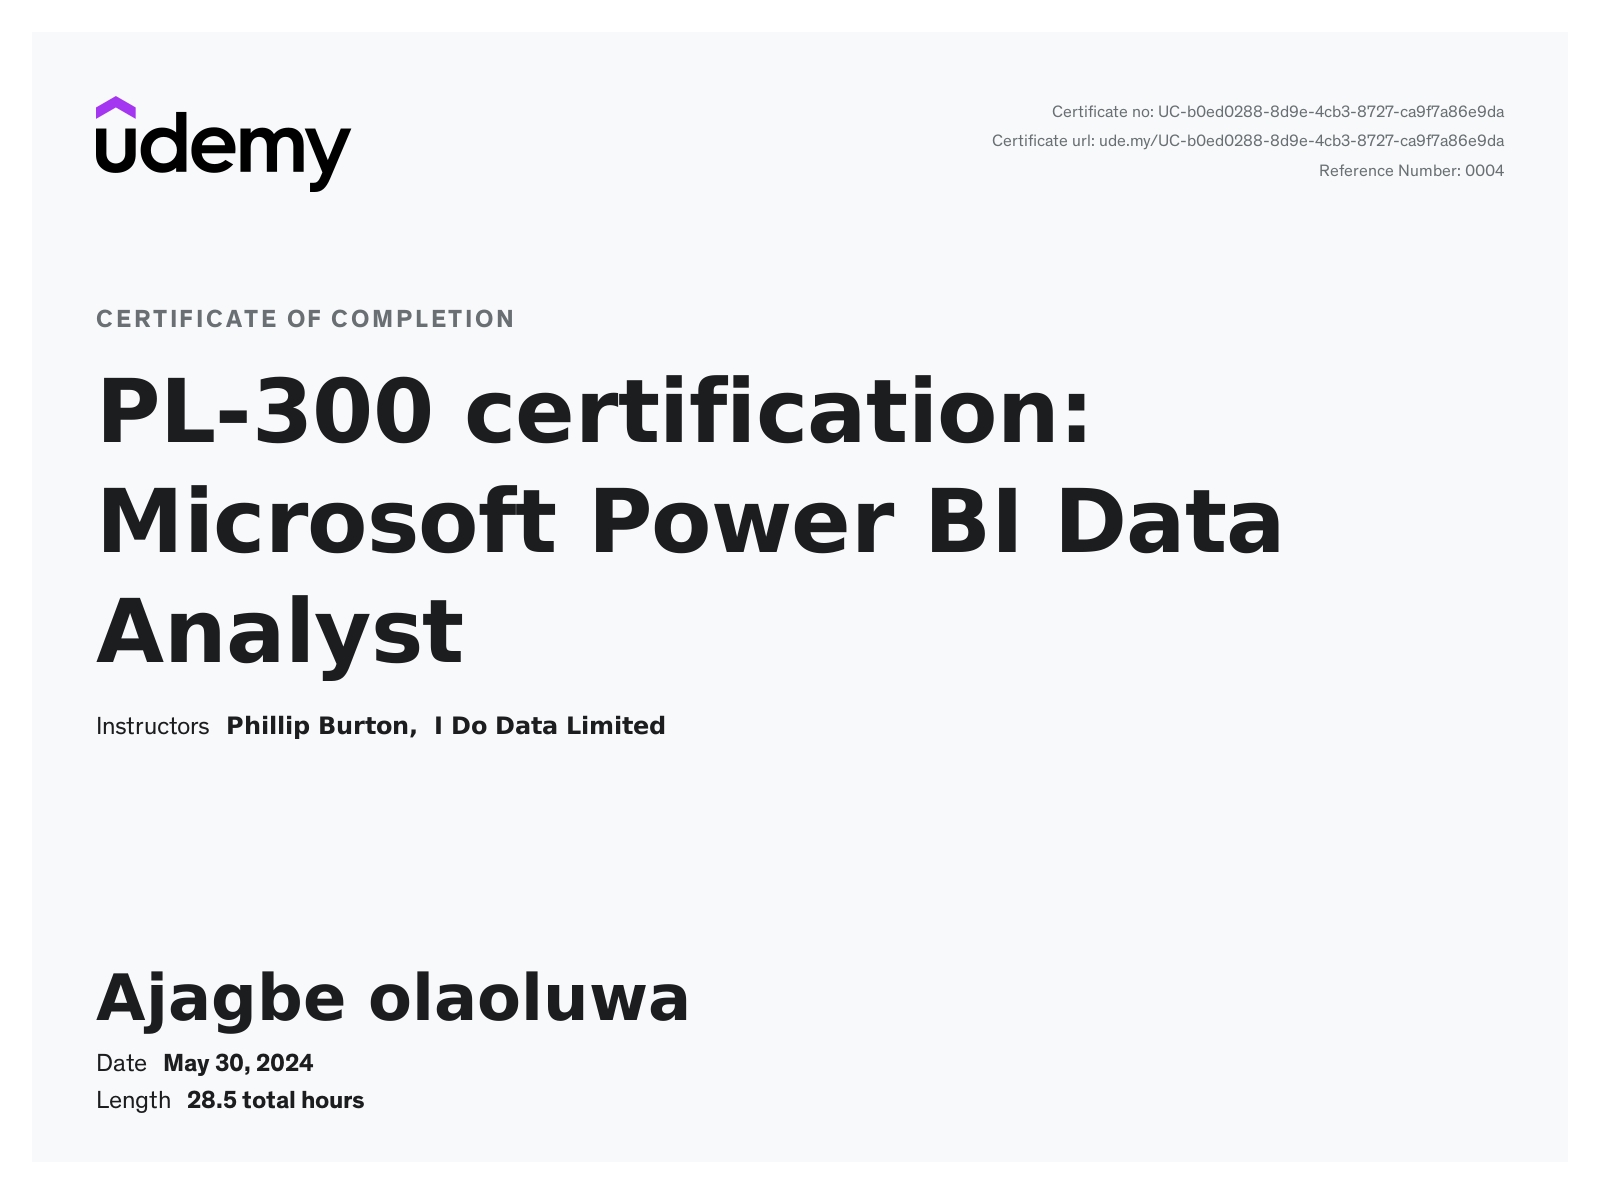 udemy
Certificate no: UC-b0ed0288-8d9e-4cb3-8727-ca9f7a86e9da
Certificate url: ude.my/UC-b0ed0288-8d9e-4cb3-8727-ca9f7a86e9da
Reference Number: 0004
CERTIFICATE OF COMPLETION
PL-300 certification:
Microsoft Power BI Data
Analyst
Instructors Phillip Burton, I Do Data Limited
Ajagbe olaoluwa
Date May 30, 2024
Length 28.5 total hours